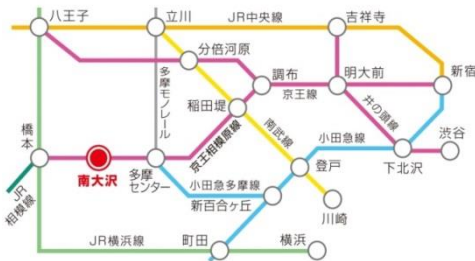 八王子
立川
JR中央線
吉祥寺
分倍河原
新宿
多摩モノレール
調布
明大前
京王線
稲田堤
井の頭線
橋本
京王相模原線
南武線
小田急線
渋谷
南大沢
多摩
センター
登戸
下北沢
JR
相模線
小田急多摩線
新百合ヶ丘
川崎
JR横浜線
町田
横浜